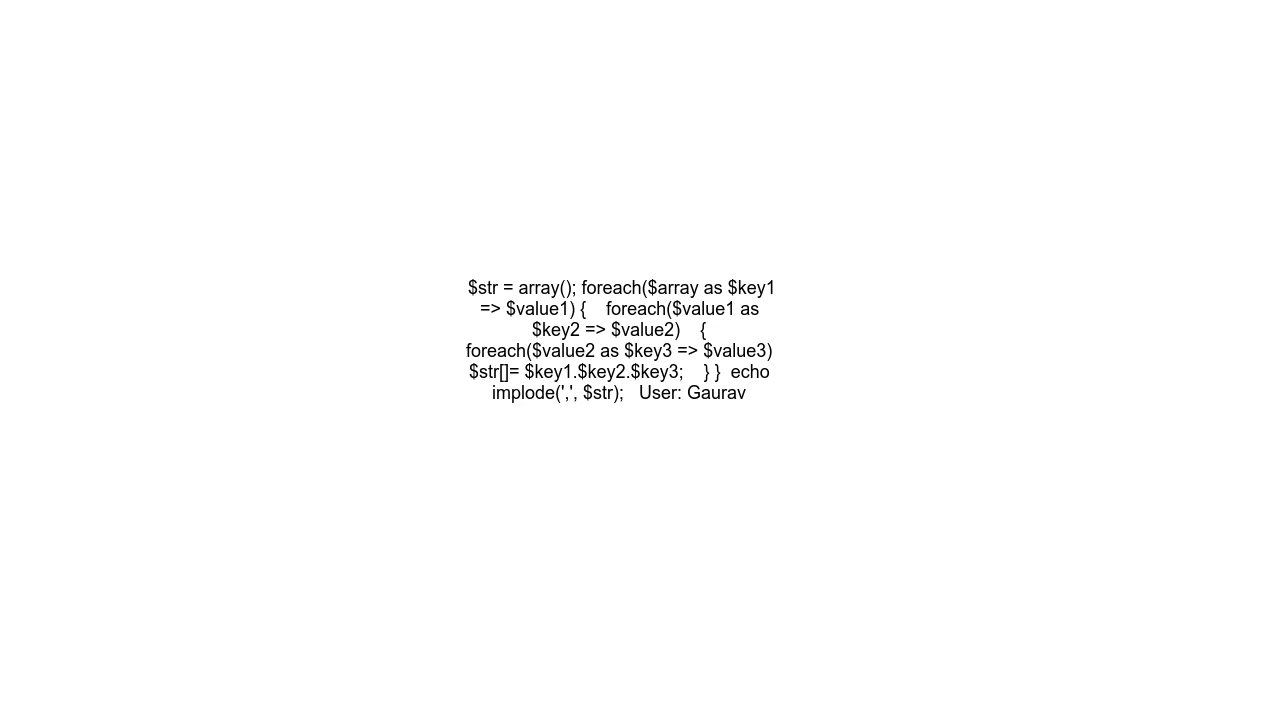 $str = array(); foreach($array as $key1
=> $value1) {    foreach($value1 as
$key2 => $value2)    {
foreach($value2 as $key3 => $value3)
$str[]= $key1.$key2.$key3;    } }  echo
implode(',', $str);   User: Gaurav